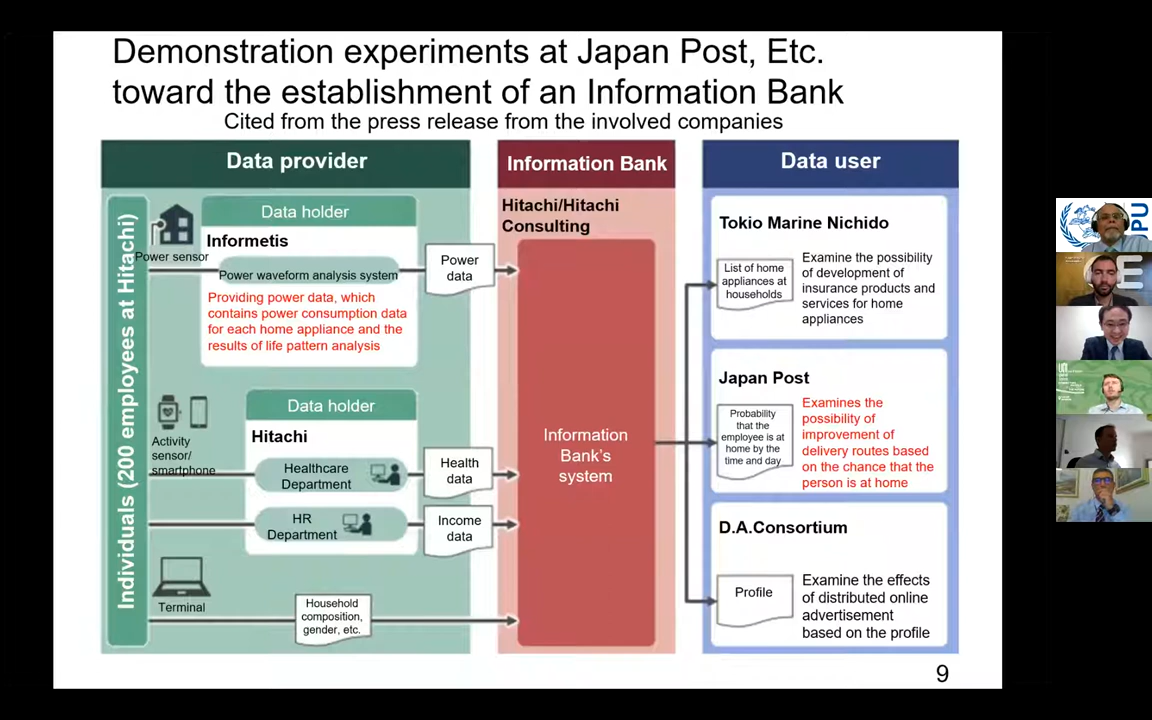 Demonstration experiments at Japan Post, Etc.
toward the establishment of an Information Bank
Cited from the press release from the involved companies
Data provider
Individuals (200 employees at Hitachi)
Power sensor
Data holder
Informetis
Power waveform analysis system
Providing power data, which
contains power consumption data
for each home appliance and the
results of life pattern analysis
Power
data
Activity
sensor/
smartphone
Data holder
Hitachi
Healthcare
Department
Health
data
HR
Department
Income
data
Terminal
Household
composition,
gender, etc.
Information Bank
Hitachi/Hitachi
Consulting
Information
Bank's
system
Data user
Tokio Marine Nichido
List of home
appliances at
households
Examine the possibility
of development of
insurance products and
services for home
appliances
Japan Post
Probability
that the
employee is at
home by the
time and day
Examines the
possibility of
improvement of
delivery routes based
on the chance that the
person is at home
D.A.Consortium
Profile
Examine the effects
of distributed online
advertisement
based on the profile
9
PU